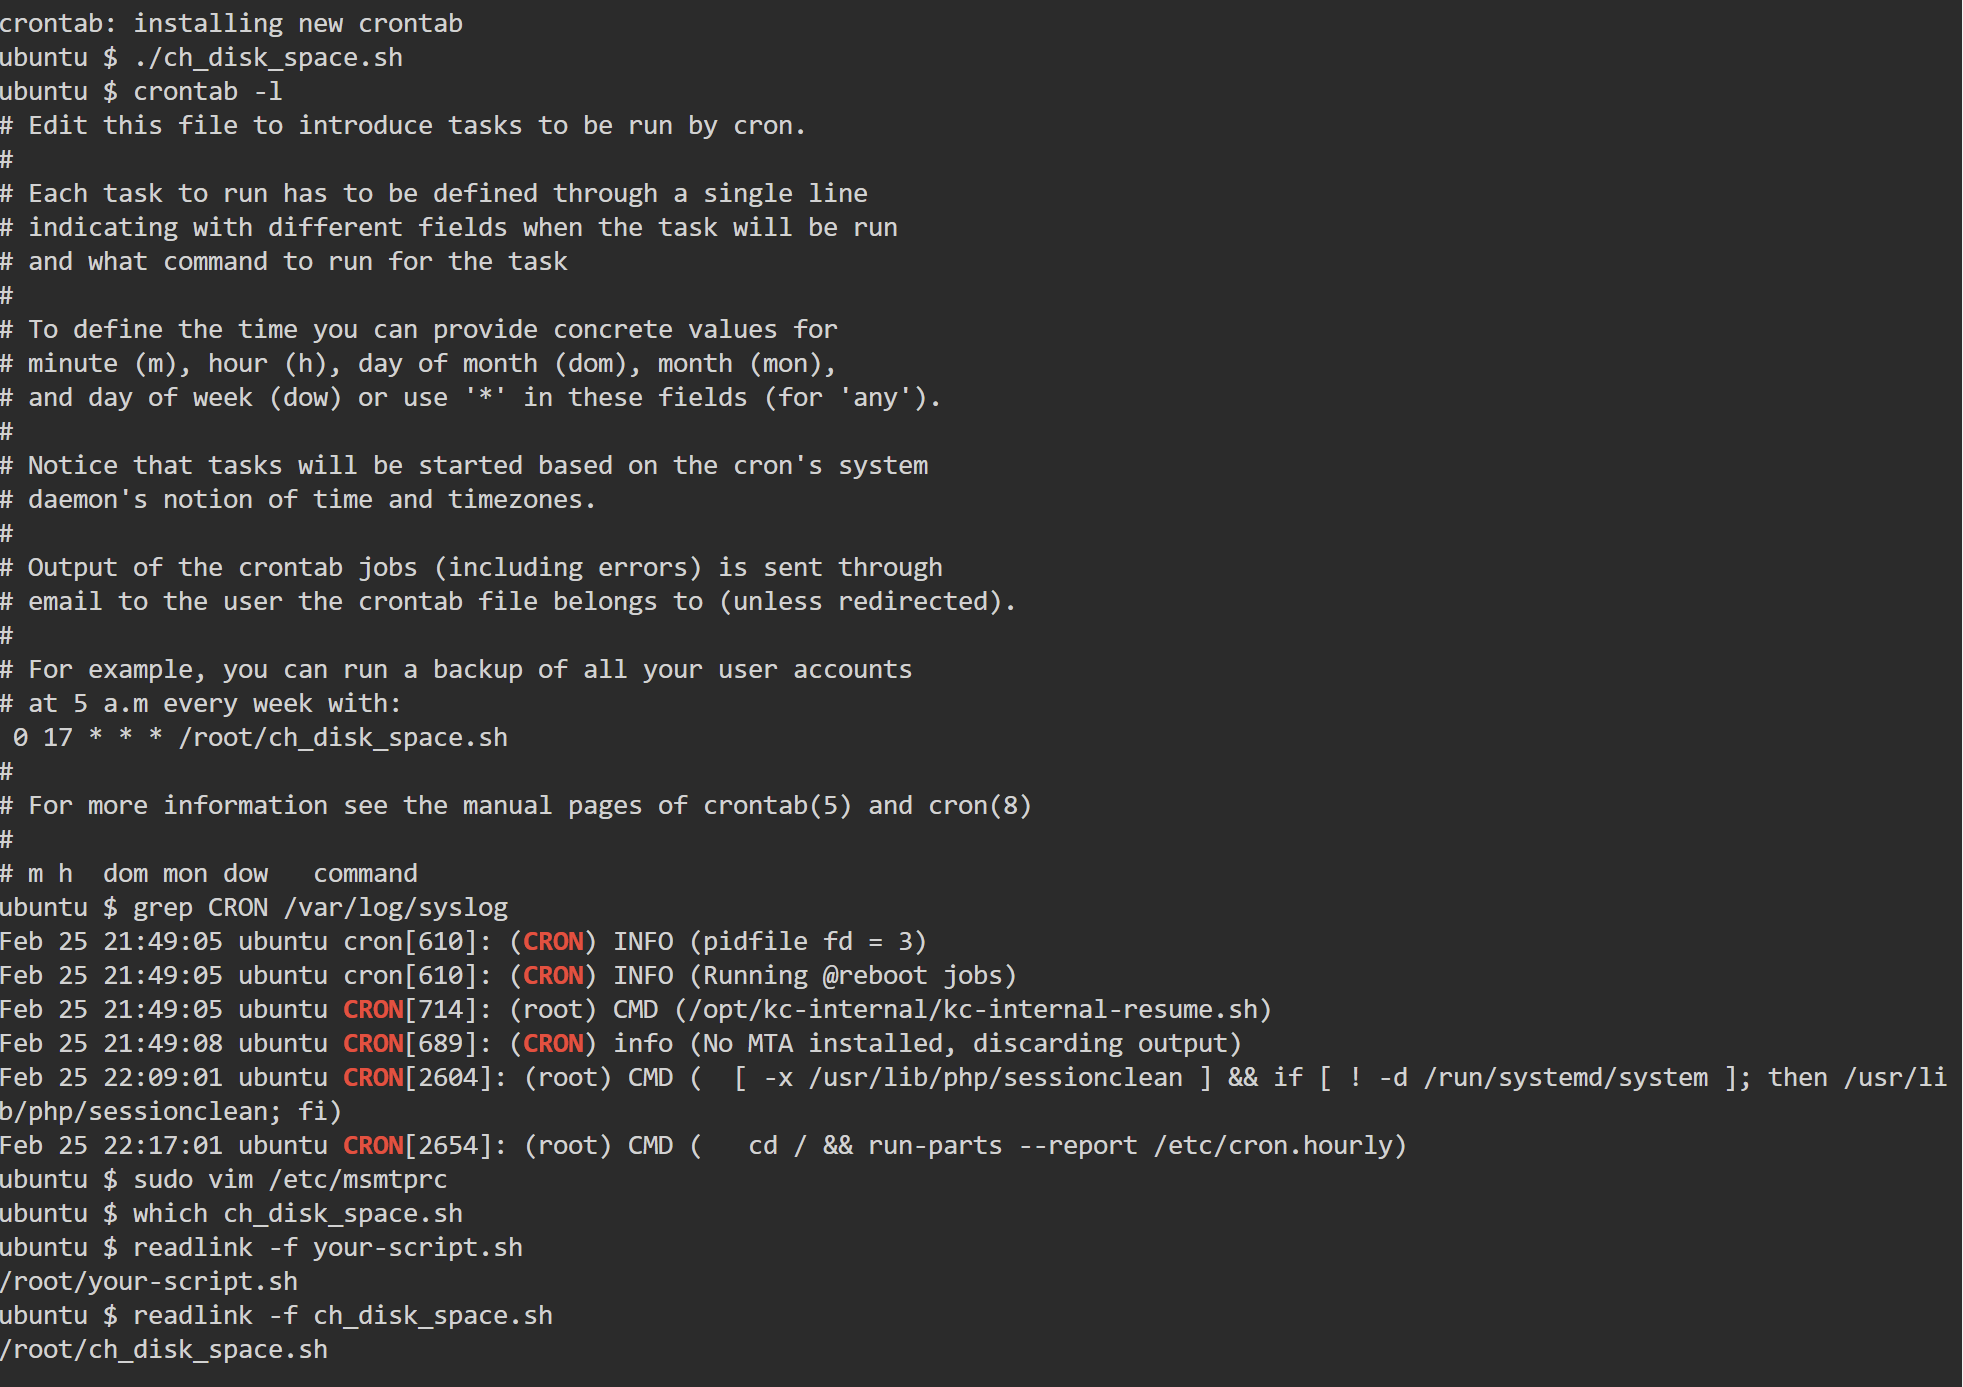 crontab: installing new crontab
ubuntu $ ./ch_disk_space.sh
ubuntu $ crontab -l
# Edit this file to introduce tasks to be run by cron.
#
# Each task to run has to be defined through a single line
# indicating with different fields when the task will be run
# and what command to run for the task
#
# To define the time you can provide concrete values for
# minute (m), hour (h), day of month (dom), month (mon),
# and day of week (dow) or use '*' in these fields (for 'any').
#
# Notice that tasks will be started based on the cron's system
# daemon's notion of time and timezones.
#
# Output of the crontab jobs (including errors) is sent through
# email to the user the crontab file belongs to (unless redirected).
#
# For example, you can run a backup of all your user accounts
# at 5 a.m every week with:
 0 17 * * * /root/ch_disk_space.sh
#
# For more information see the manual pages of crontab(5) and cron(8)
#
# m h  dom mon dow   command
ubuntu $ grep CRON /var/log/syslog
Feb 25 21:49:05 ubuntu cron[610]: (CRON) INFO (pidfile fd = 3)
Feb 25 21:49:05 ubuntu cron[610]: (CRON) INFO (Running @reboot jobs)
Feb 25 21:49:05 ubuntu CRON[714]: (root) CMD (/opt/kc-internal/kc-internal-resume.sh)
Feb 25 21:49:08 ubuntu CRON[689]: (CRON) info (No MTA installed, discarding output)
Feb 25 22:09:01 ubuntu CRON[2604]: (root) CMD (  [ -x /usr/lib/php/sessionclean ] && if [ ! -d /run/systemd/system ]; then /usr/li
b/php/sessionclean; fi)
Feb 25 22:17:01 ubuntu CRON[2654]: (root) CMD (   cd / && run-parts --report /etc/cron.hourly)
ubuntu $ sudo vim /etc/msmtprc
ubuntu $ which ch_disk_space.sh
ubuntu $ readlink -f your-script.sh
/root/your-script.sh
ubuntu $ readlink -f ch_disk_space.sh
/root/ch_disk_space.sh